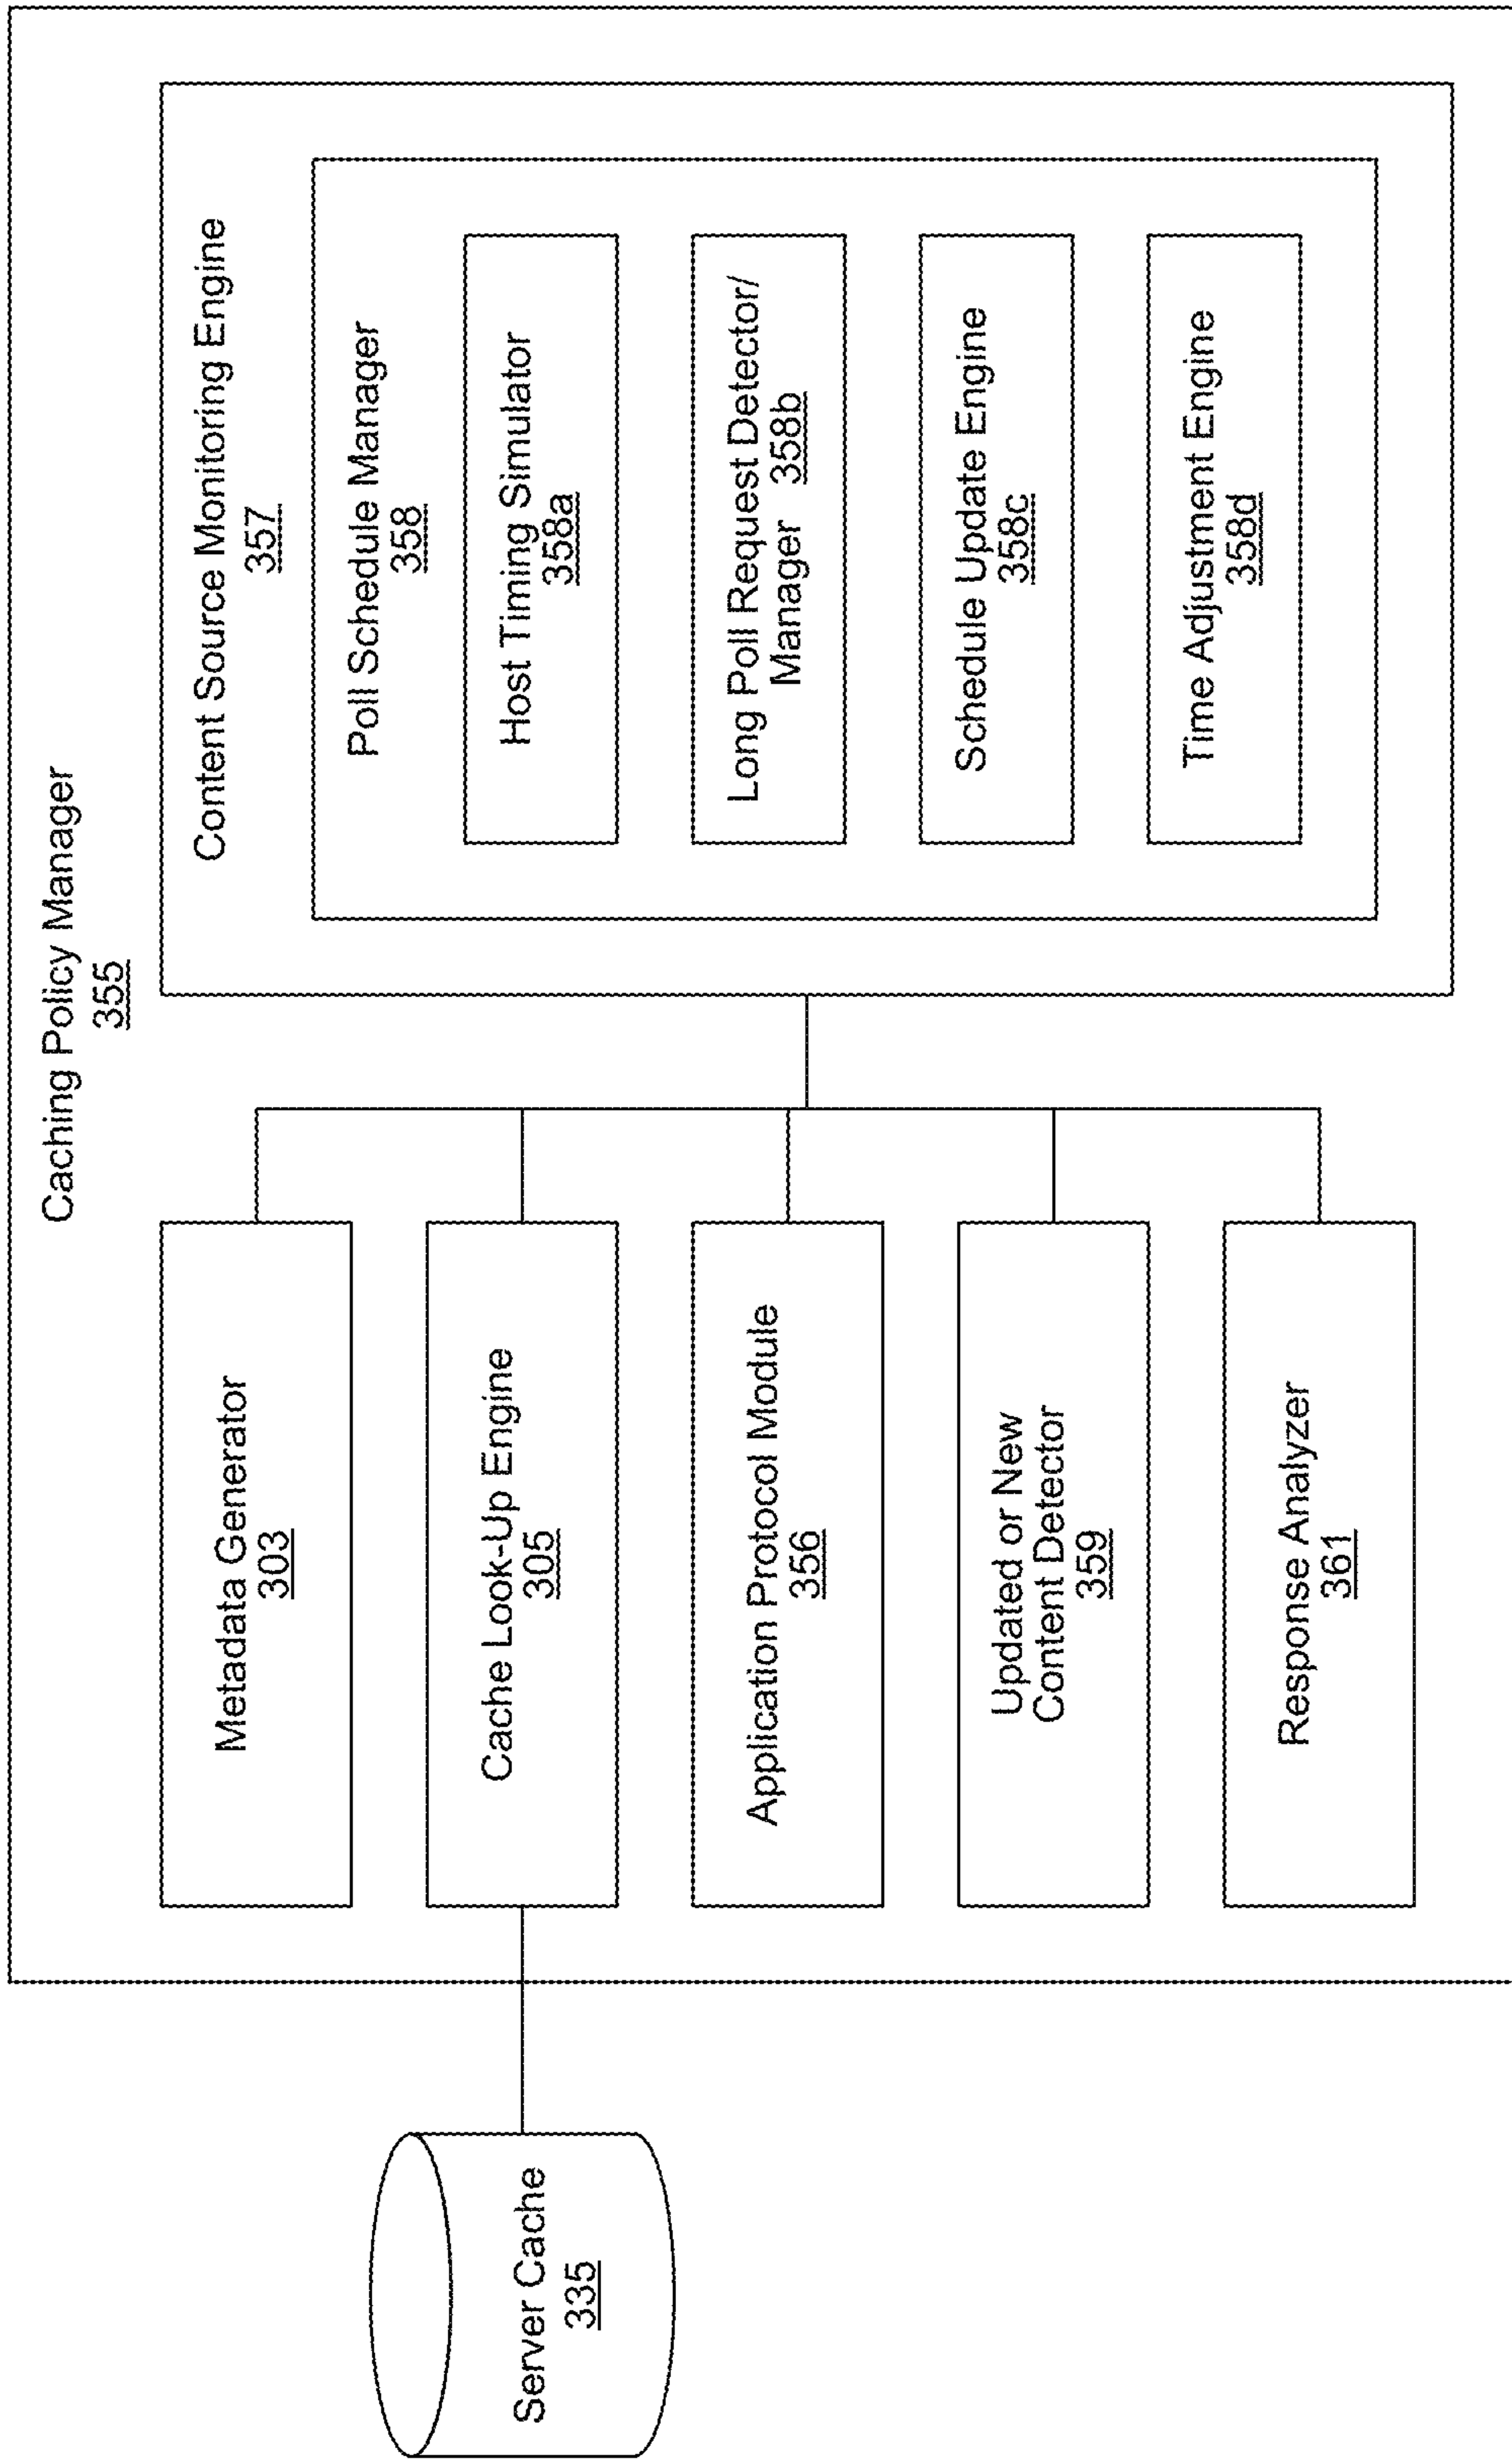 Caching Policy Manager
355
Server Cache
335
Metadata Generator
303
Cache Look-Up Engine
305
Application Protocol Module
356
Updated or New
Content Detector
359
Response Analyzer
361
Content Source Monitoring Engine
357
Poll Schedule Manager
358
Host Timing Simulator
358a
Long Poll Request Detector/
Manager 358b
Schedule Update Engine
358c
Time Adjustment Engine
358d